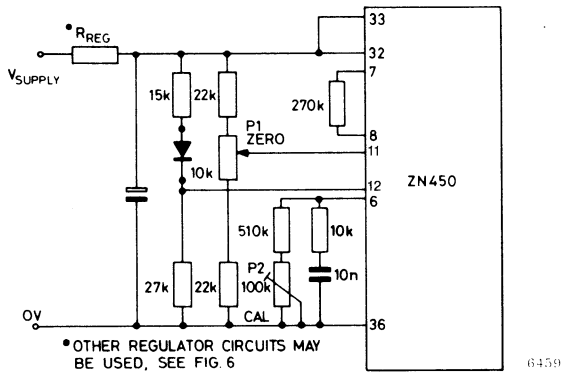 • RREG
VSUPPLY
33
32
7
15k
22k
270k
P1
ZERO
8
11
10k
12
ZN450
6
510k
10k
P2
27k
22k
100k
10n
0V
CAL
36
• OTHER REGULATOR CIRCUITS MAY
BE USED, SEE FIG. 6
6459